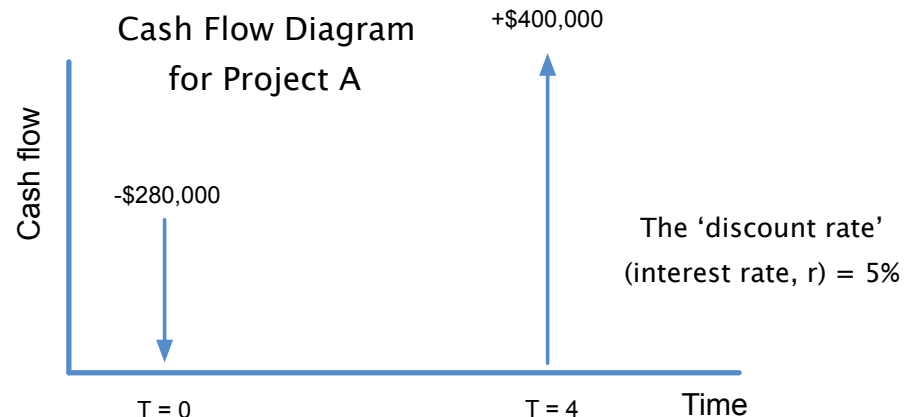 Cash Flow Diagram
for Project A
+$400,000
Cash flow
-$280,000
The ‘discount rate’
(interest rate, r) = 5%
T = 0
T = 4
Time